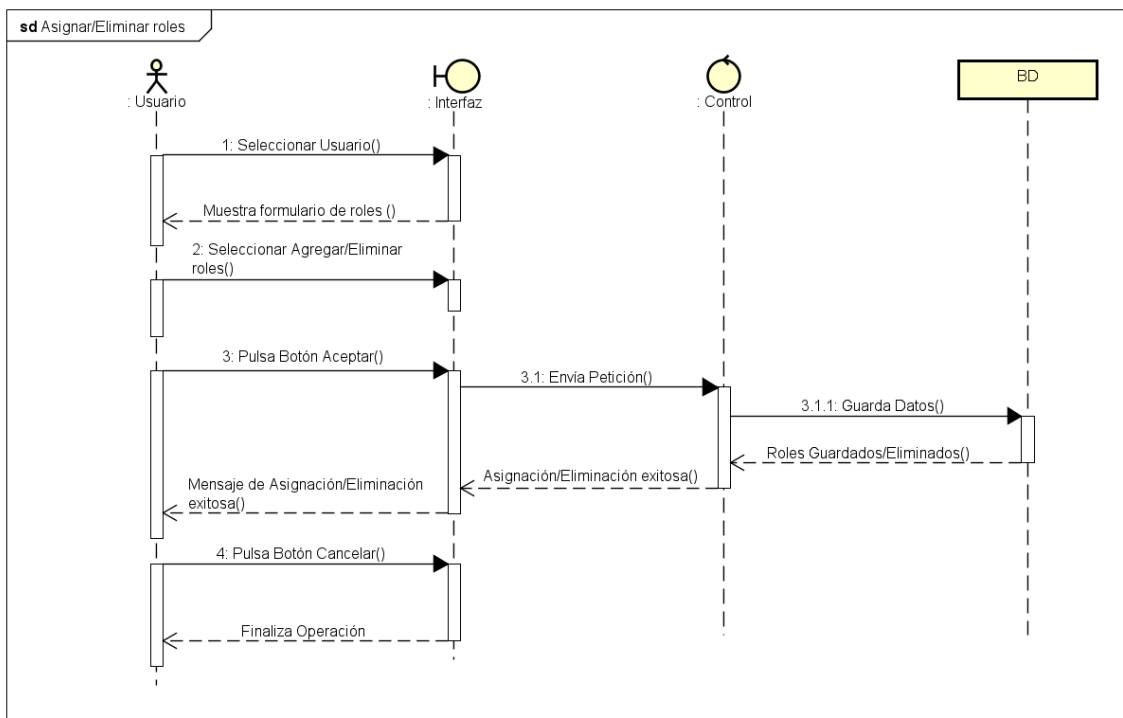 sd Asignar/Eliminar roles
: Usuario
: Interfaz
: Control
BD
1: Seleccionar Usuario()
Muestra formulario de roles ()
2: Seleccionar Agregar/Eliminar
roles()
3: Pulsa Botón Aceptar()
3.1: Envía Petición()
3.1.1: Guarda Datos()
Roles Guardados/Eliminados()
Asignación/Eliminación exitosa()
Mensaje de Asignación/Eliminación
exitosa()
4: Pulsa Botón Cancelar()
Finaliza Operación